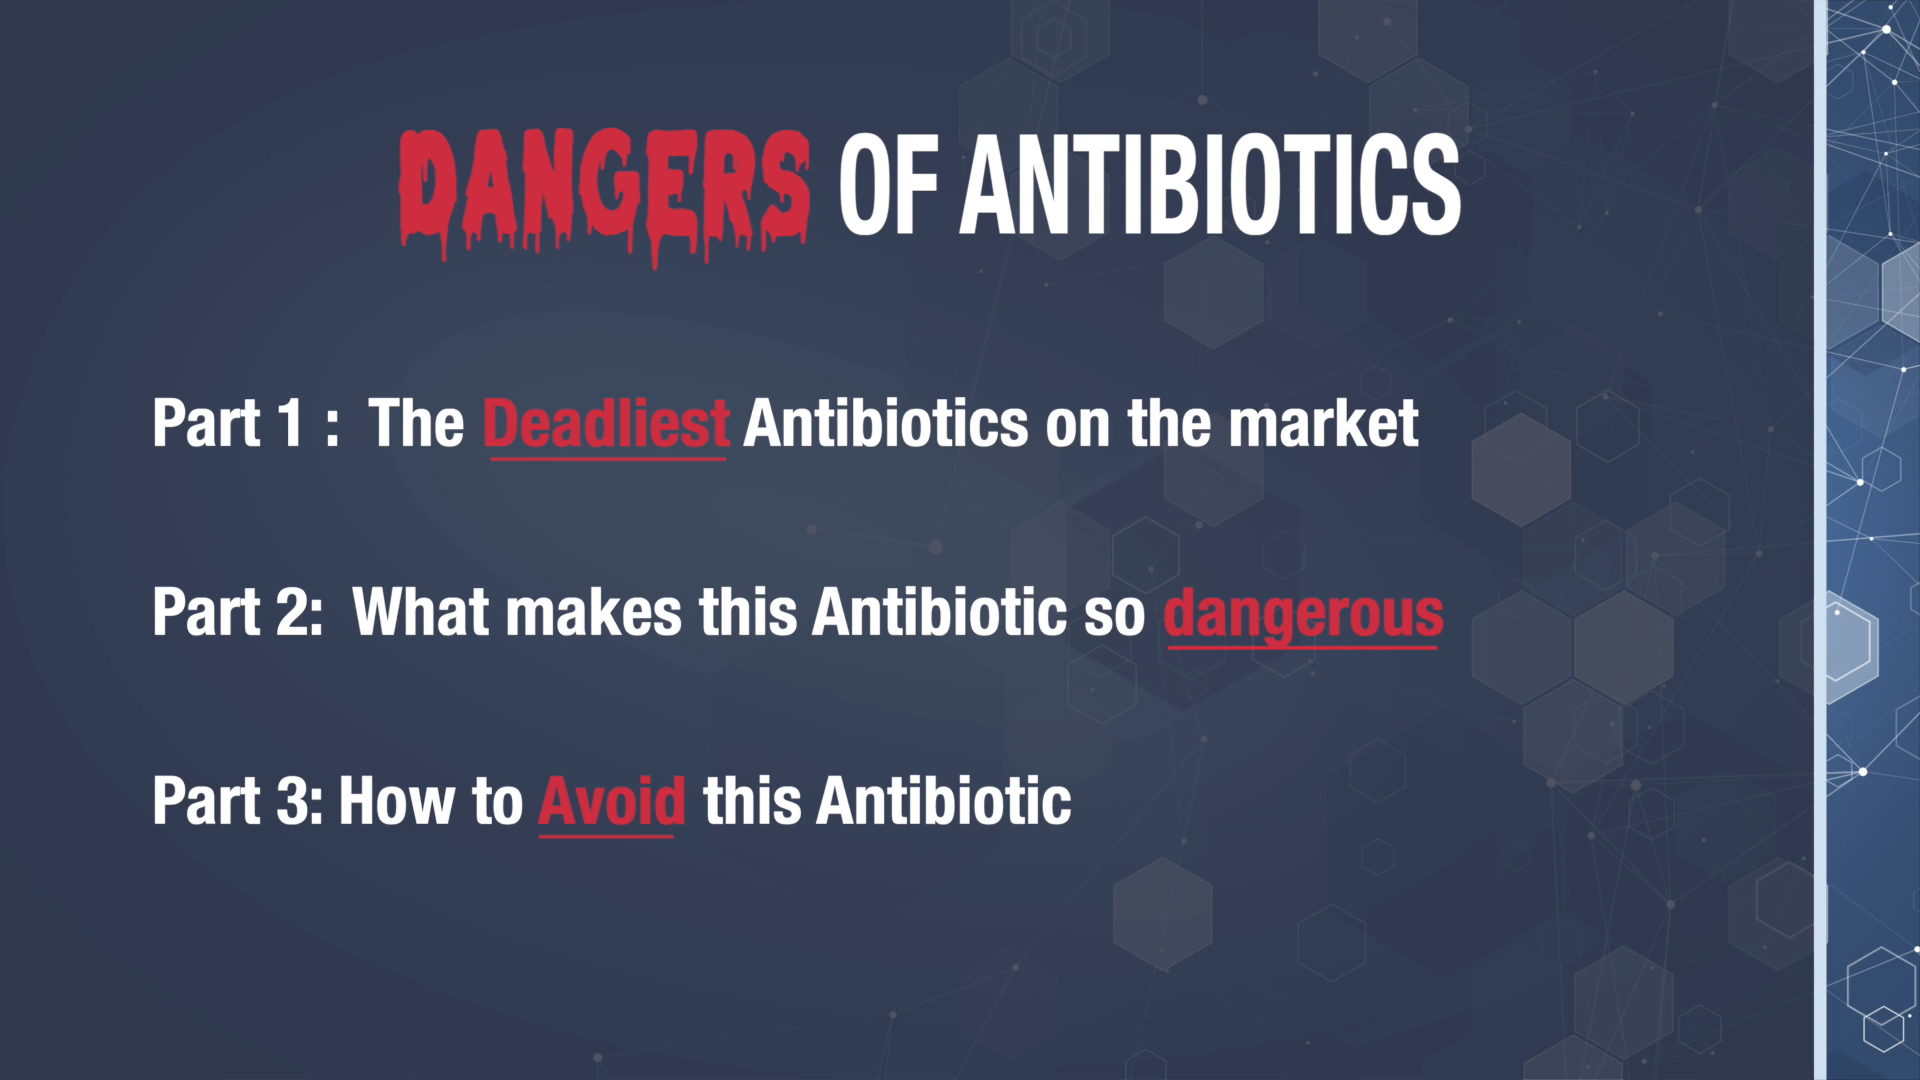 DANGERS OF ANTIBIOTICS
Part 1 : The Deadliest Antibiotics on the market
Part 2: What makes this Antibiotic so dangerous
Part 3: How to Avoid this Antibiotic